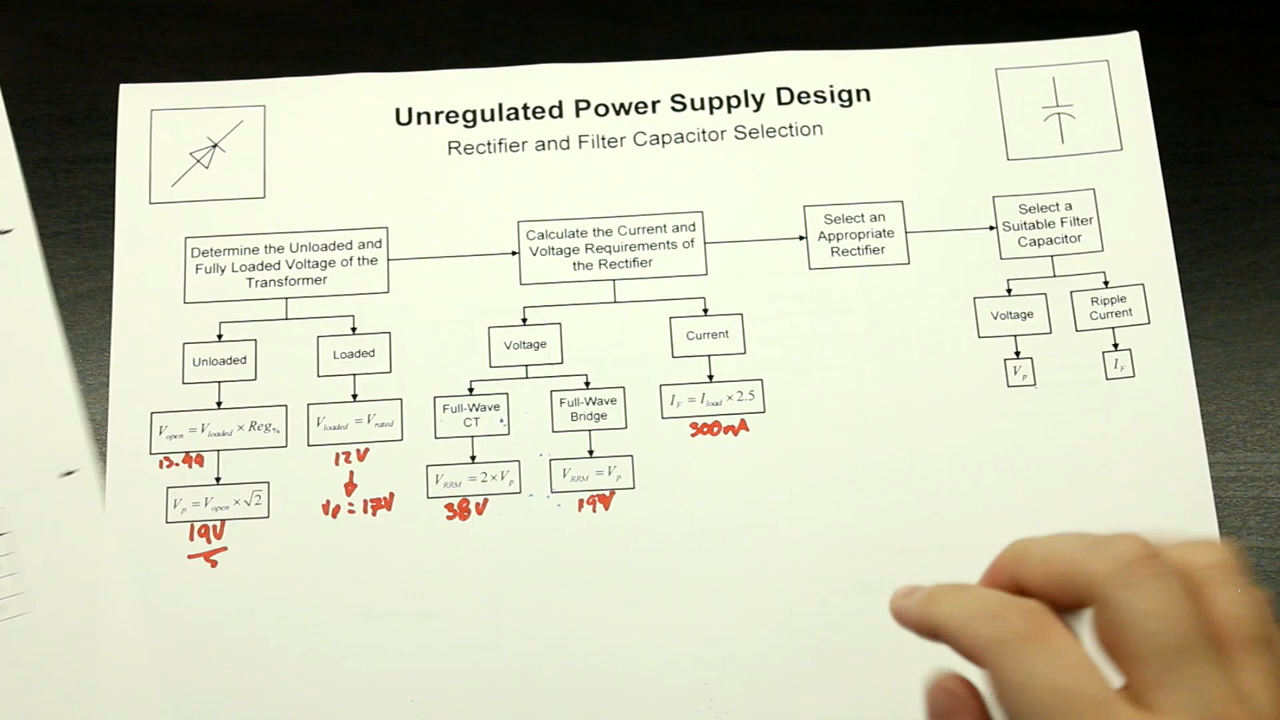 Unregulated Power Supply Design
Rectifier and Filter Capacitor Selection
Determine the Unloaded and
Fully Loaded Voltage of the
Transformer
Calculate the Current and
Voltage Requirements of
the Rectifier
Select an
Appropriate
Rectifier
Select a
Suitable Filter
Capacitor
Unloaded
Loaded
Voltage
Current
Voltage
Ripple
Current
V_open = V_loaded × Reg_%
V_loaded = V_rated
Full-Wave
CT
Full-Wave
Bridge
I_F = I_load × 2.5
V_p
I_F
13.49
12V
300mA
V_p = V_open × √2
Vp = 17V
V_RRM = 2 × V_p
V_RRM = V_p
19V
38V
19V